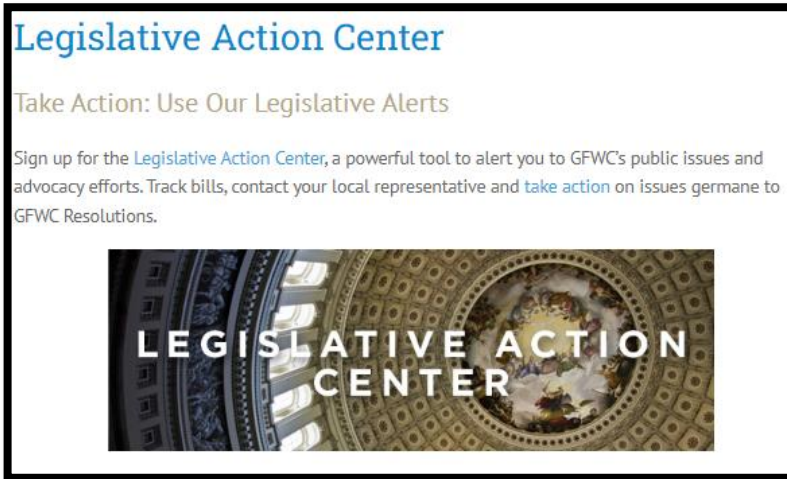 Legislative Action Center
Take Action: Use Our Legislative Alerts
Sign up for the Legislative Action Center, a powerful tool to alert you to GFWC's public issues and
advocacy efforts. Track bills, contact your local representative and take action on issues germane to
GFWC Resolutions.
LEGISLATIVE ACTION
CENTER